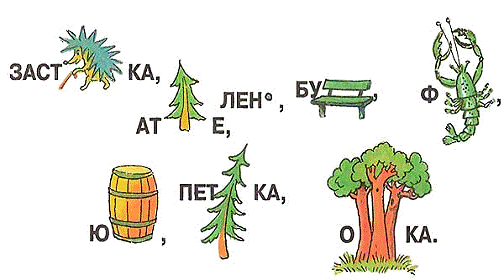 ЗАСТ КА, АТ Е, ЛЕН , БУ , Ф ,
Ю , ПЕТ КА, О КА.